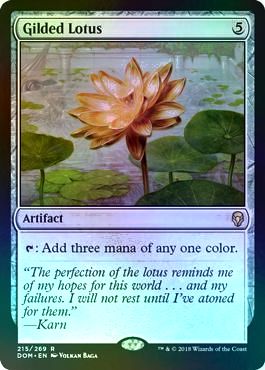 Gilded Lotus 5
Artifact
: Add three mana of any one color.
“The perfection of the lotus reminds me
of my hopes for this world . . . and my
failures. I will not rest until I’ve atoned
for them.”
—Karn
215/269 R
DOM • EN Volkan Baga
™ & © 2018 Wizards of the Coast